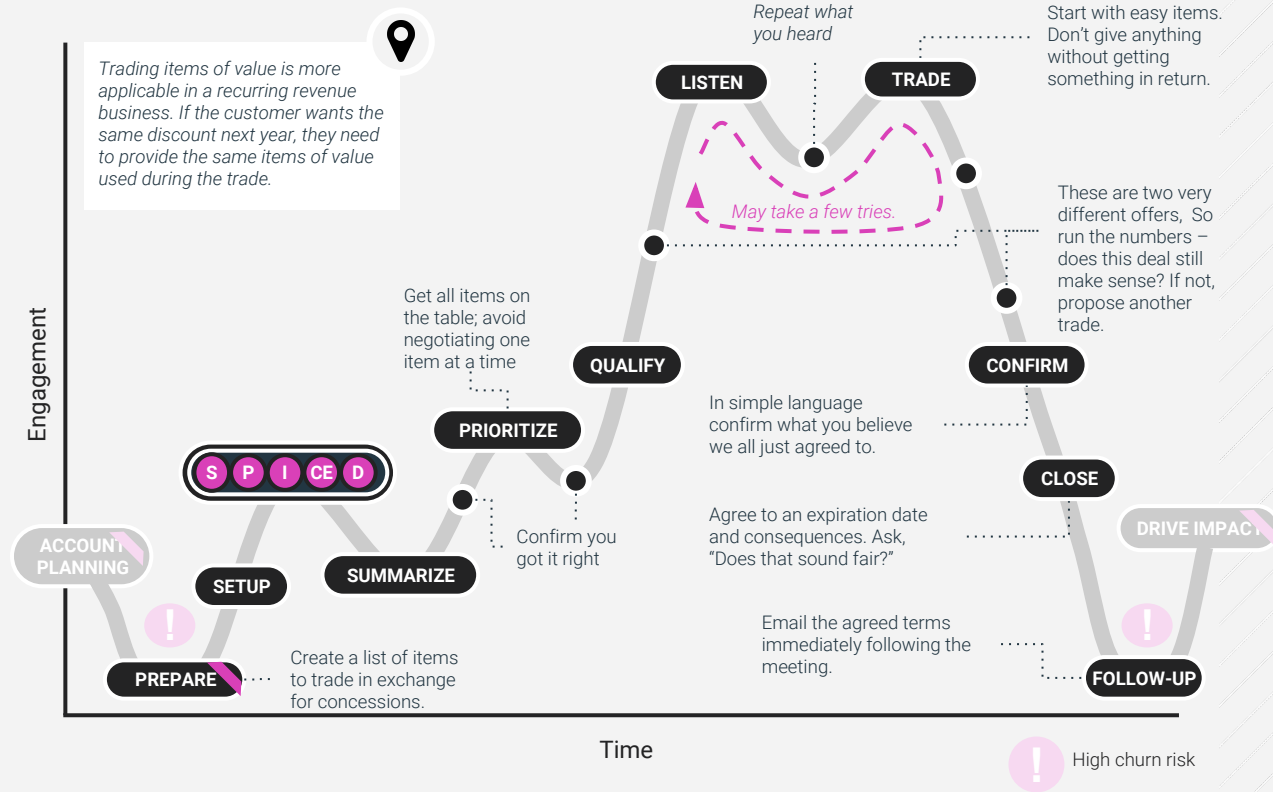 Trading items of value is more
applicable in a recurring revenue
business. If the customer wants the
same discount next year, they need
to provide the same items of value
used during the trade.
Repeat what
you heard
Start with easy items.
Don't give anything
without getting
something in return.
LISTEN
TRADE
May take a few tries.
These are two very
different offers, So
run the numbers –
does this deal still
make sense? If not,
propose another
trade.
Engagement
Get all items on
the table; avoid
negotiating one
item at a time
QUALIFY
CONFIRM
In simple language
confirm what you believe
we all just agreed to.
PRIORITIZE
S P I CE D
CLOSE
Confirm you
got it right
Agree to an expiration date
and consequences. Ask,
"Does that sound fair?"
ACCOUNT
PLANNING
DRIVE IMPACT
SUMMARIZE
SETUP
!
!
Email the agreed terms
immediately following the
meeting.
PREPARE
Create a list of items
to trade in exchange
for concessions.
FOLLOW-UP
Time
!
High churn risk